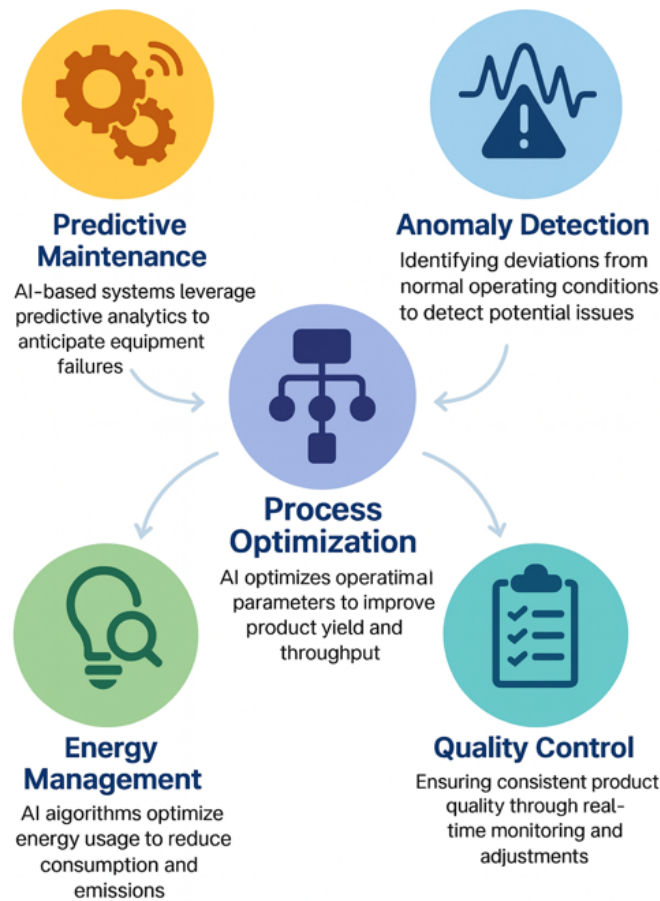 Predictive
Maintenance
AI-based systems leverage
predictive analytics to
anticipate equipment
failures
Anomaly Detection
Identifying deviations from
normal operating conditions
to detect potential issues
Process
Optimization
AI optimizes operatimal
parameters to improve
product yield and
throughput
Energy
Management
AI aigorithms optimize
energy usage to reduce
consumption and
emissions
Quality Control
Ensuring consistent product
quality through real-
time monitoring and
adjustments